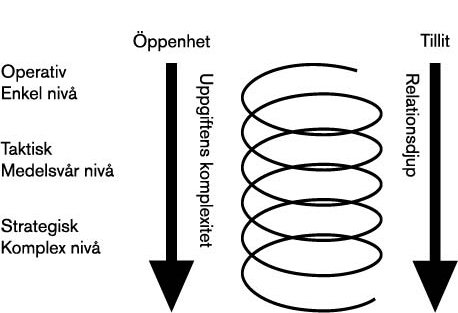 Öppenhet
Tillit
Operativ
Enkel nivå
Taktisk
Medelsvår nivå
Strategisk
Komplex nivå
Uppgiftens komplexitet
Relationsdjup